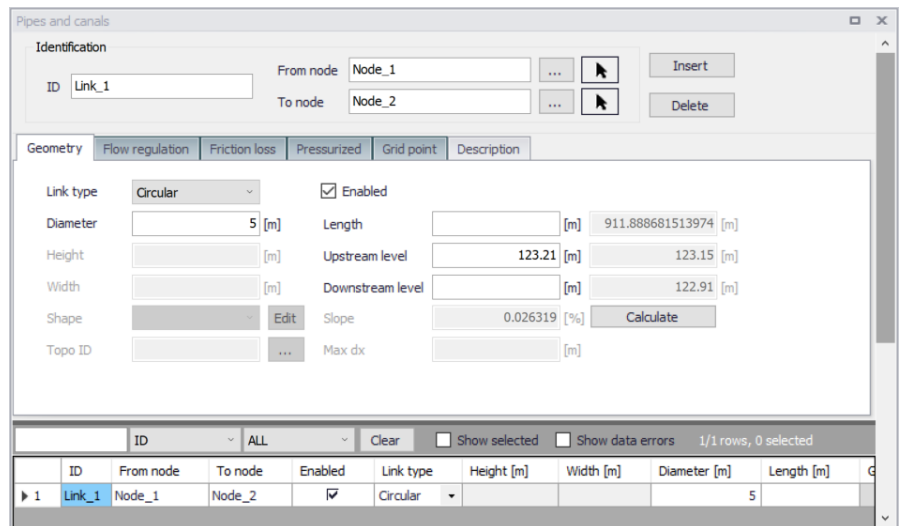 Pipes and canals
Identification
ID Link_1
From node Node_1 ... Insert
To node Node_2 ... Delete
Geometry Flow regulation Friction loss Pressurized Grid point Description
Link type Circular Enabled
Diameter 5 [m] Length [m] 911.888681513974 [m]
Height [m] Upstream level 123.21 [m] 123.15 [m]
Width [m] Downstream level [m] 122.91 [m]
Shape Edit Slope 0.026319 [%] Calculate
Topo ID ... Max dx [m]
ID ALL Clear Show selected Show data errors 1/1 rows, 0 selected
ID From node To node Enabled Link type Height [m] Width [m] Diameter [m] Length [m]
1 Link_1 Node_1 Node_2 Circular 5